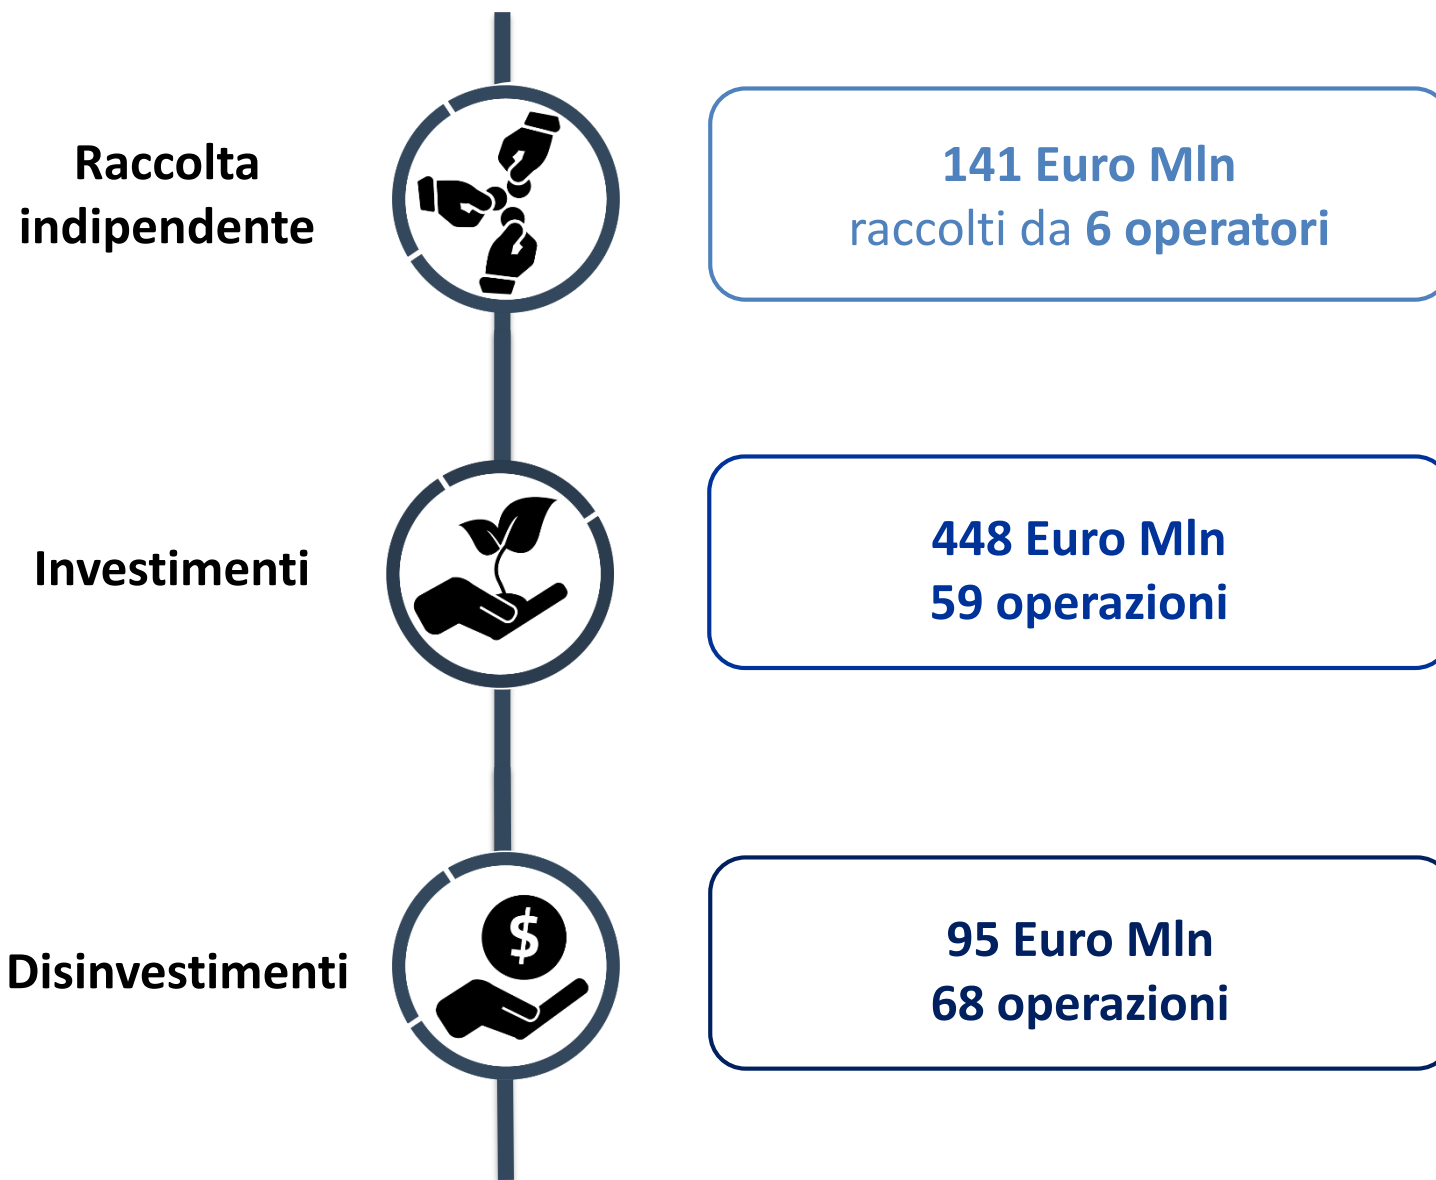 Raccolta
indipendente
141 Euro Mln
raccolti da 6 operatori
Investimenti
448 Euro Mln
59 operazioni
$
Disinvestimenti
95 Euro Mln
68 operazioni